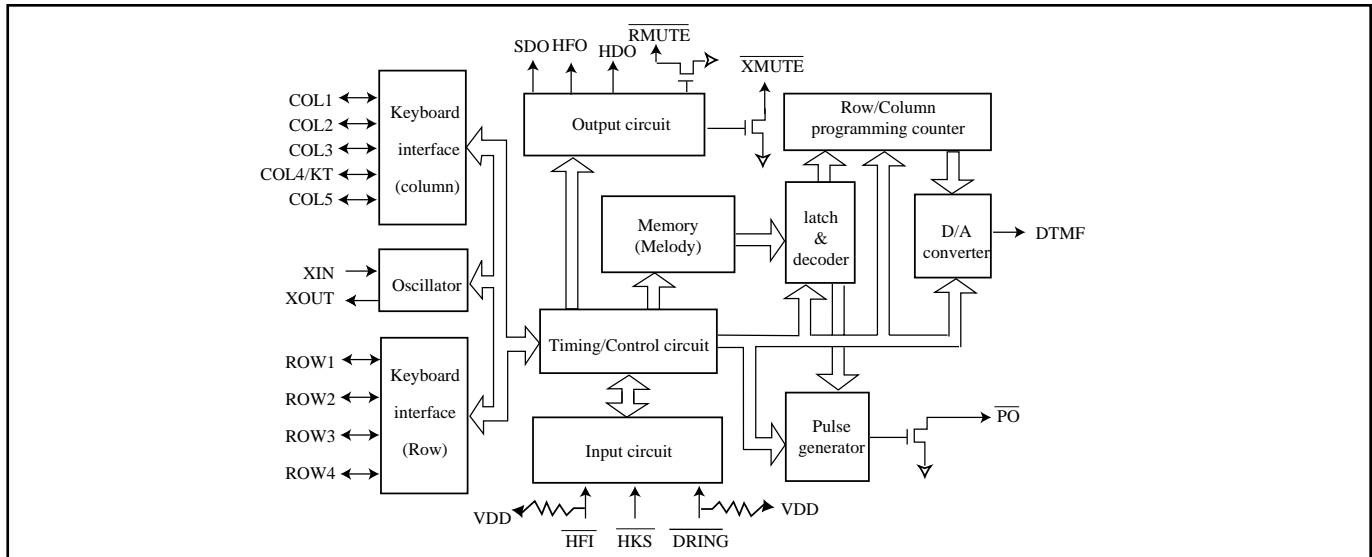 SDO
HFO
HDO
RMUTE
XMUTE
COL1
COL2
COL3
COL4/KT
COL5
Keyboard
interface
(column)
Output circuit
Row/Column
programming counter
Memory
(Melody)
latch
&
decoder
D/A
converter
DTMF
XIN
XOUT
Oscillator
Timing/Control circuit
ROW1
ROW2
ROW3
ROW4
Keyboard
interface
(Row)
Input circuit
Pulse
generator
PO
VDD
HFI
HKS
DRING
VDD